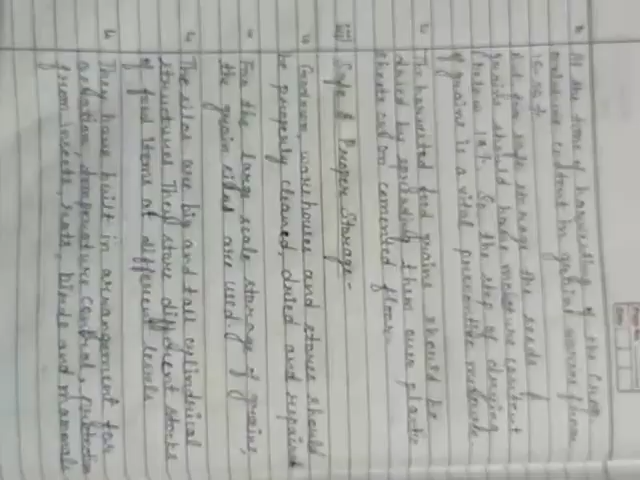 At the time of harvesting of the crop
moisture content in grains varies from
But for safe storage the seeds /
grains should have moisture content
below 14%. So the step of drying
of grains is a vital preventive measure.
The harvested food grains should be
dried by spreading them over plastic
sheets or on cemented floor.
Safe & Proper Storage -
Godowns, warehouses and stores should
be properly cleaned, dried and repaired
For the large scale storage of grains,
the grain silos are used.
The silos are big and tall cylindrical
structures. They store different stocks
of food items at different levels
They have built in arrangement for
aeration, temperature control, protection
from insects, rats, birds and mammals